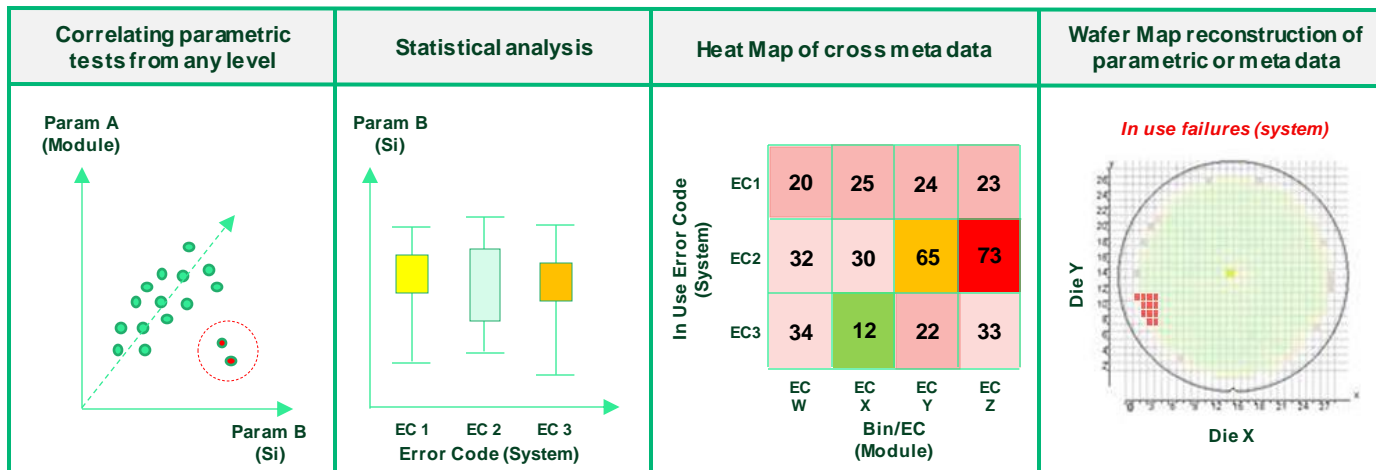 Correlating parametric
tests from any level
Statistical analysis
Heat Map of cross meta data
Wafer Map reconstruction of
parametric or meta data
Param A
(Module)
Param B
(Si)
Param B
(Si)
EC 1 EC 2 EC 3
Error Code (System)
In Use Error Code
(System)
EC1 20 25 24 23
EC2 32 30 65 73
EC3 34 12 22 33
EC EC EC EC
W X Y Z
Bin/EC
(Module)
In use failures (system)
Die Y
Die X